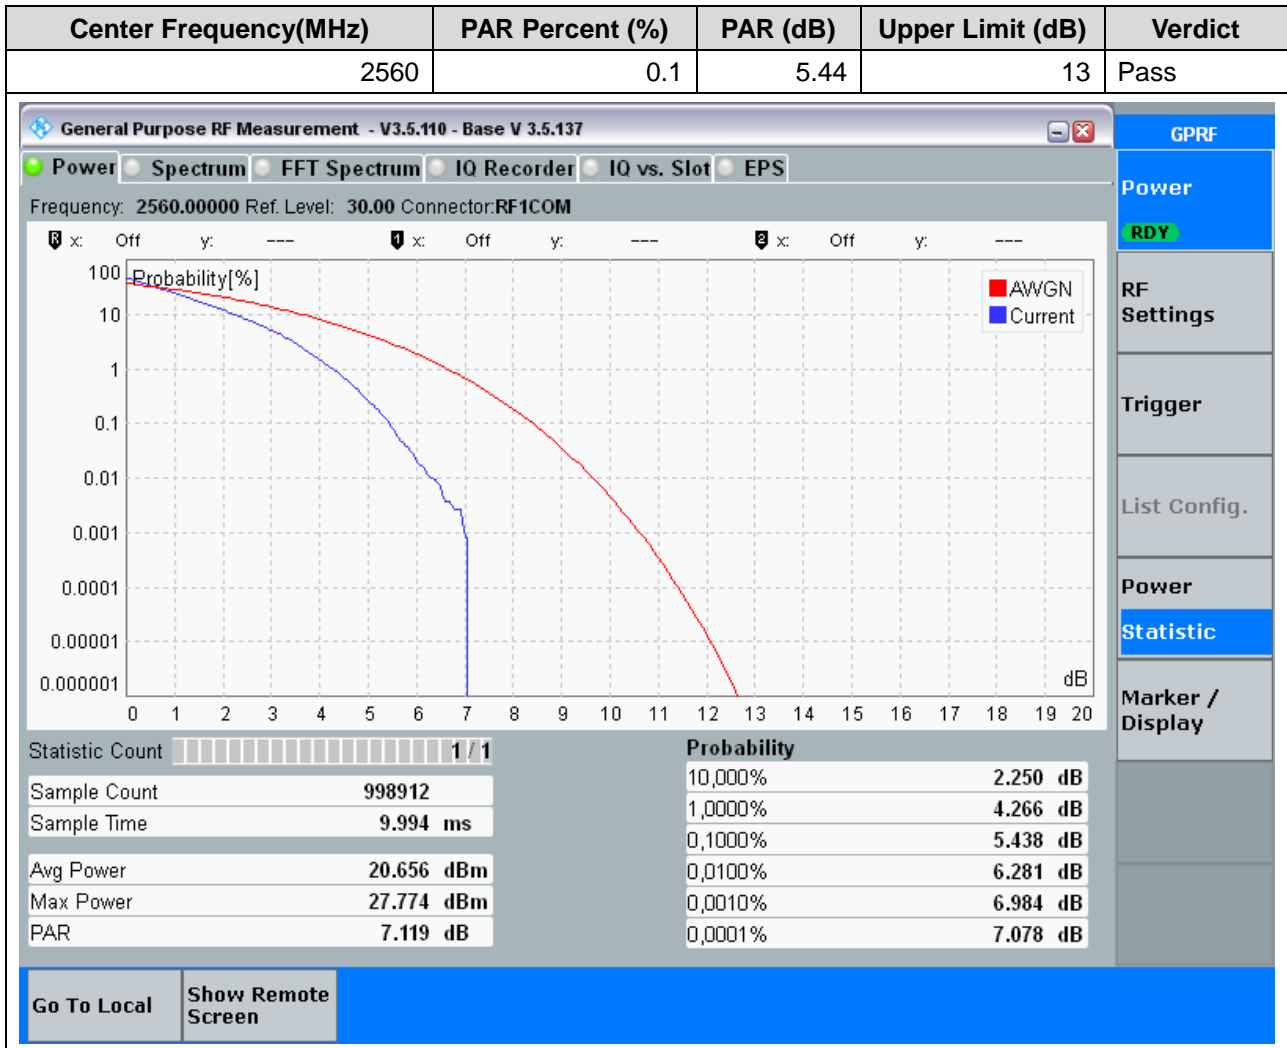 Center Frequency(MHz) PAR Percent (%) PAR (dB) Upper Limit (dB) Verdict
2560 0.1 5.44 13 Pass
General Purpose RF Measurement - V3.5.110 - Base V 3.5.137
GPRF
Power Spectrum FFT Spectrum IQ Recorder IQ vs. Slot EPS
Power
RDY
Frequency: 2560.00000 Ref. Level: 30.00 Connector:RF1COM
R x: Off y: --- 1 x: Off y: --- 2 x: Off y: ---
Probability[%]
AWGN
Current
100
10
1
0.1
0.01
0.001
0.0001
0.00001
0.000001
dB
0 1 2 3 4 5 6 7 8 9 10 11 12 13 14 15 16 17 18 19 20
RF
Settings
Trigger
List Config.
Power
Statistic
Marker /
Display
Statistic Count 1 / 1
Sample Count 998912
Sample Time 9.994 ms
Avg Power 20.656 dBm
Max Power 27.774 dBm
PAR 7.119 dB
Probability
10,000% 2.250 dB
1,0000% 4.266 dB
0,1000% 5.438 dB
0,0100% 6.281 dB
0,0010% 6.984 dB
0,0001% 7.078 dB
Go To Local
Show Remote
Screen